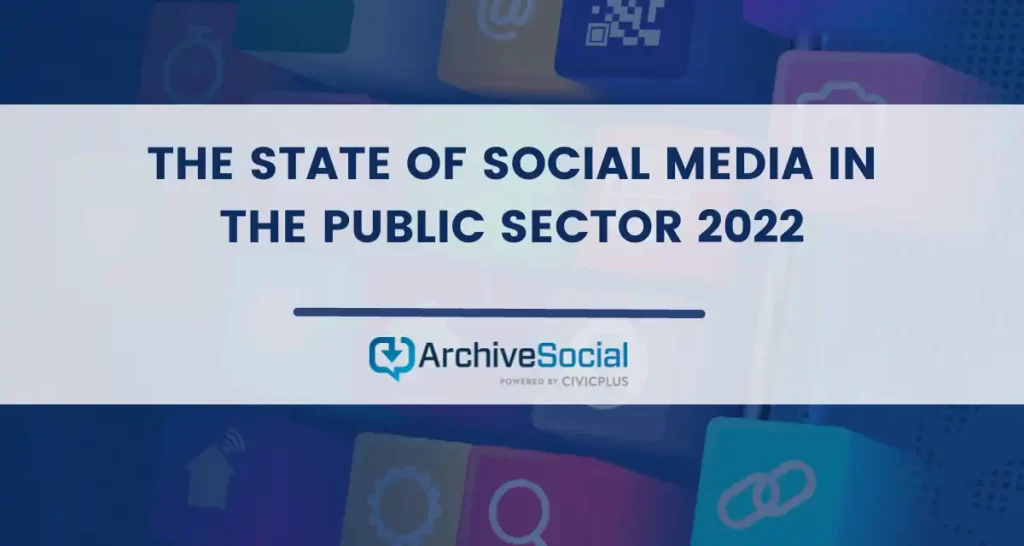 THE STATE OF SOCIAL MEDIA IN
THE PUBLIC SECTOR 2022
ArchiveSocial
POWERED BY CIVICPLUS